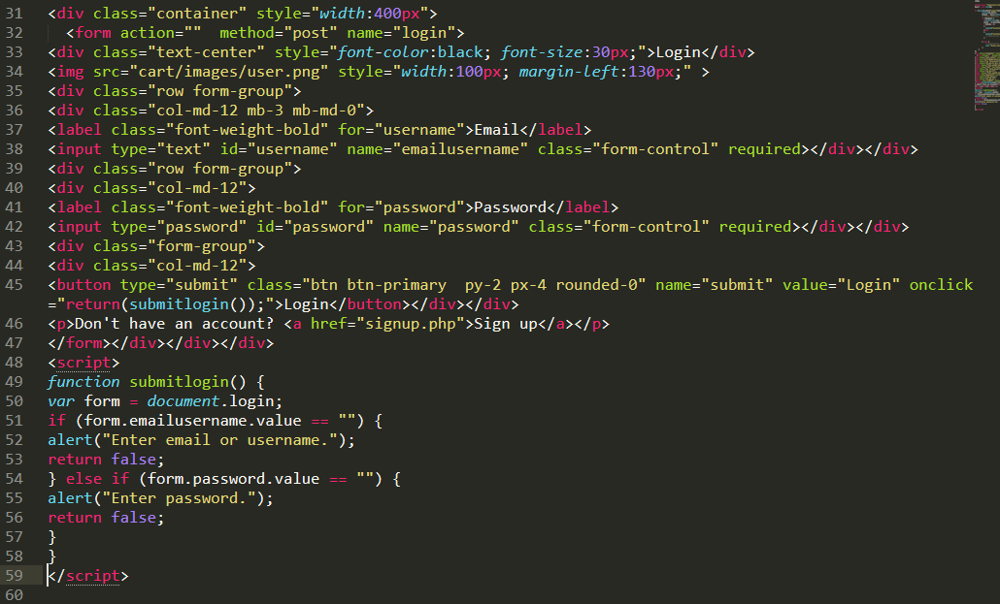 31 <div class="container" style="width:400px">
32 <form action=""  method="post" name="login">
33 <div class="text-center" style="font-color:black; font-size:30px;">Login</div>
34 <img src="cart/images/user.png" style="width:100px; margin-left:130px;" >
35 <div class="row form-group">
36 <div class="col-md-12 mb-3 mb-md-0">
37 <label class="font-weight-bold" for="username">Email</label>
38 <input type="text" id="username" name="emailusername" class="form-control" required></div></div>
39 <div class="row form-group">
40 <div class="col-md-12">
41 <label class="font-weight-bold" for="password">Password</label>
42 <input type="password" id="password" name="password" class="form-control" required></div></div>
43 <div class="form-group">
44 <div class="col-md-12">
45 <button type="submit" class="btn btn-primary  py-2 px-4 rounded-0" name="submit" value="Login" onclick
="return(submitlogin());">Login</button></div></div>
46 <p>Don't have an account? <a href="signup.php">Sign up</a></p>
47 </form></div></div></div>
48 <script>
49 function submitlogin() {
50 var form = document.login;
51 if (form.emailusername.value == "") {
52 alert("Enter email or username.");
53 return false;
54 } else if (form.password.value == "") {
55 alert("Enter password.");
56 return false;
57 }
58 }
59 </script>
60